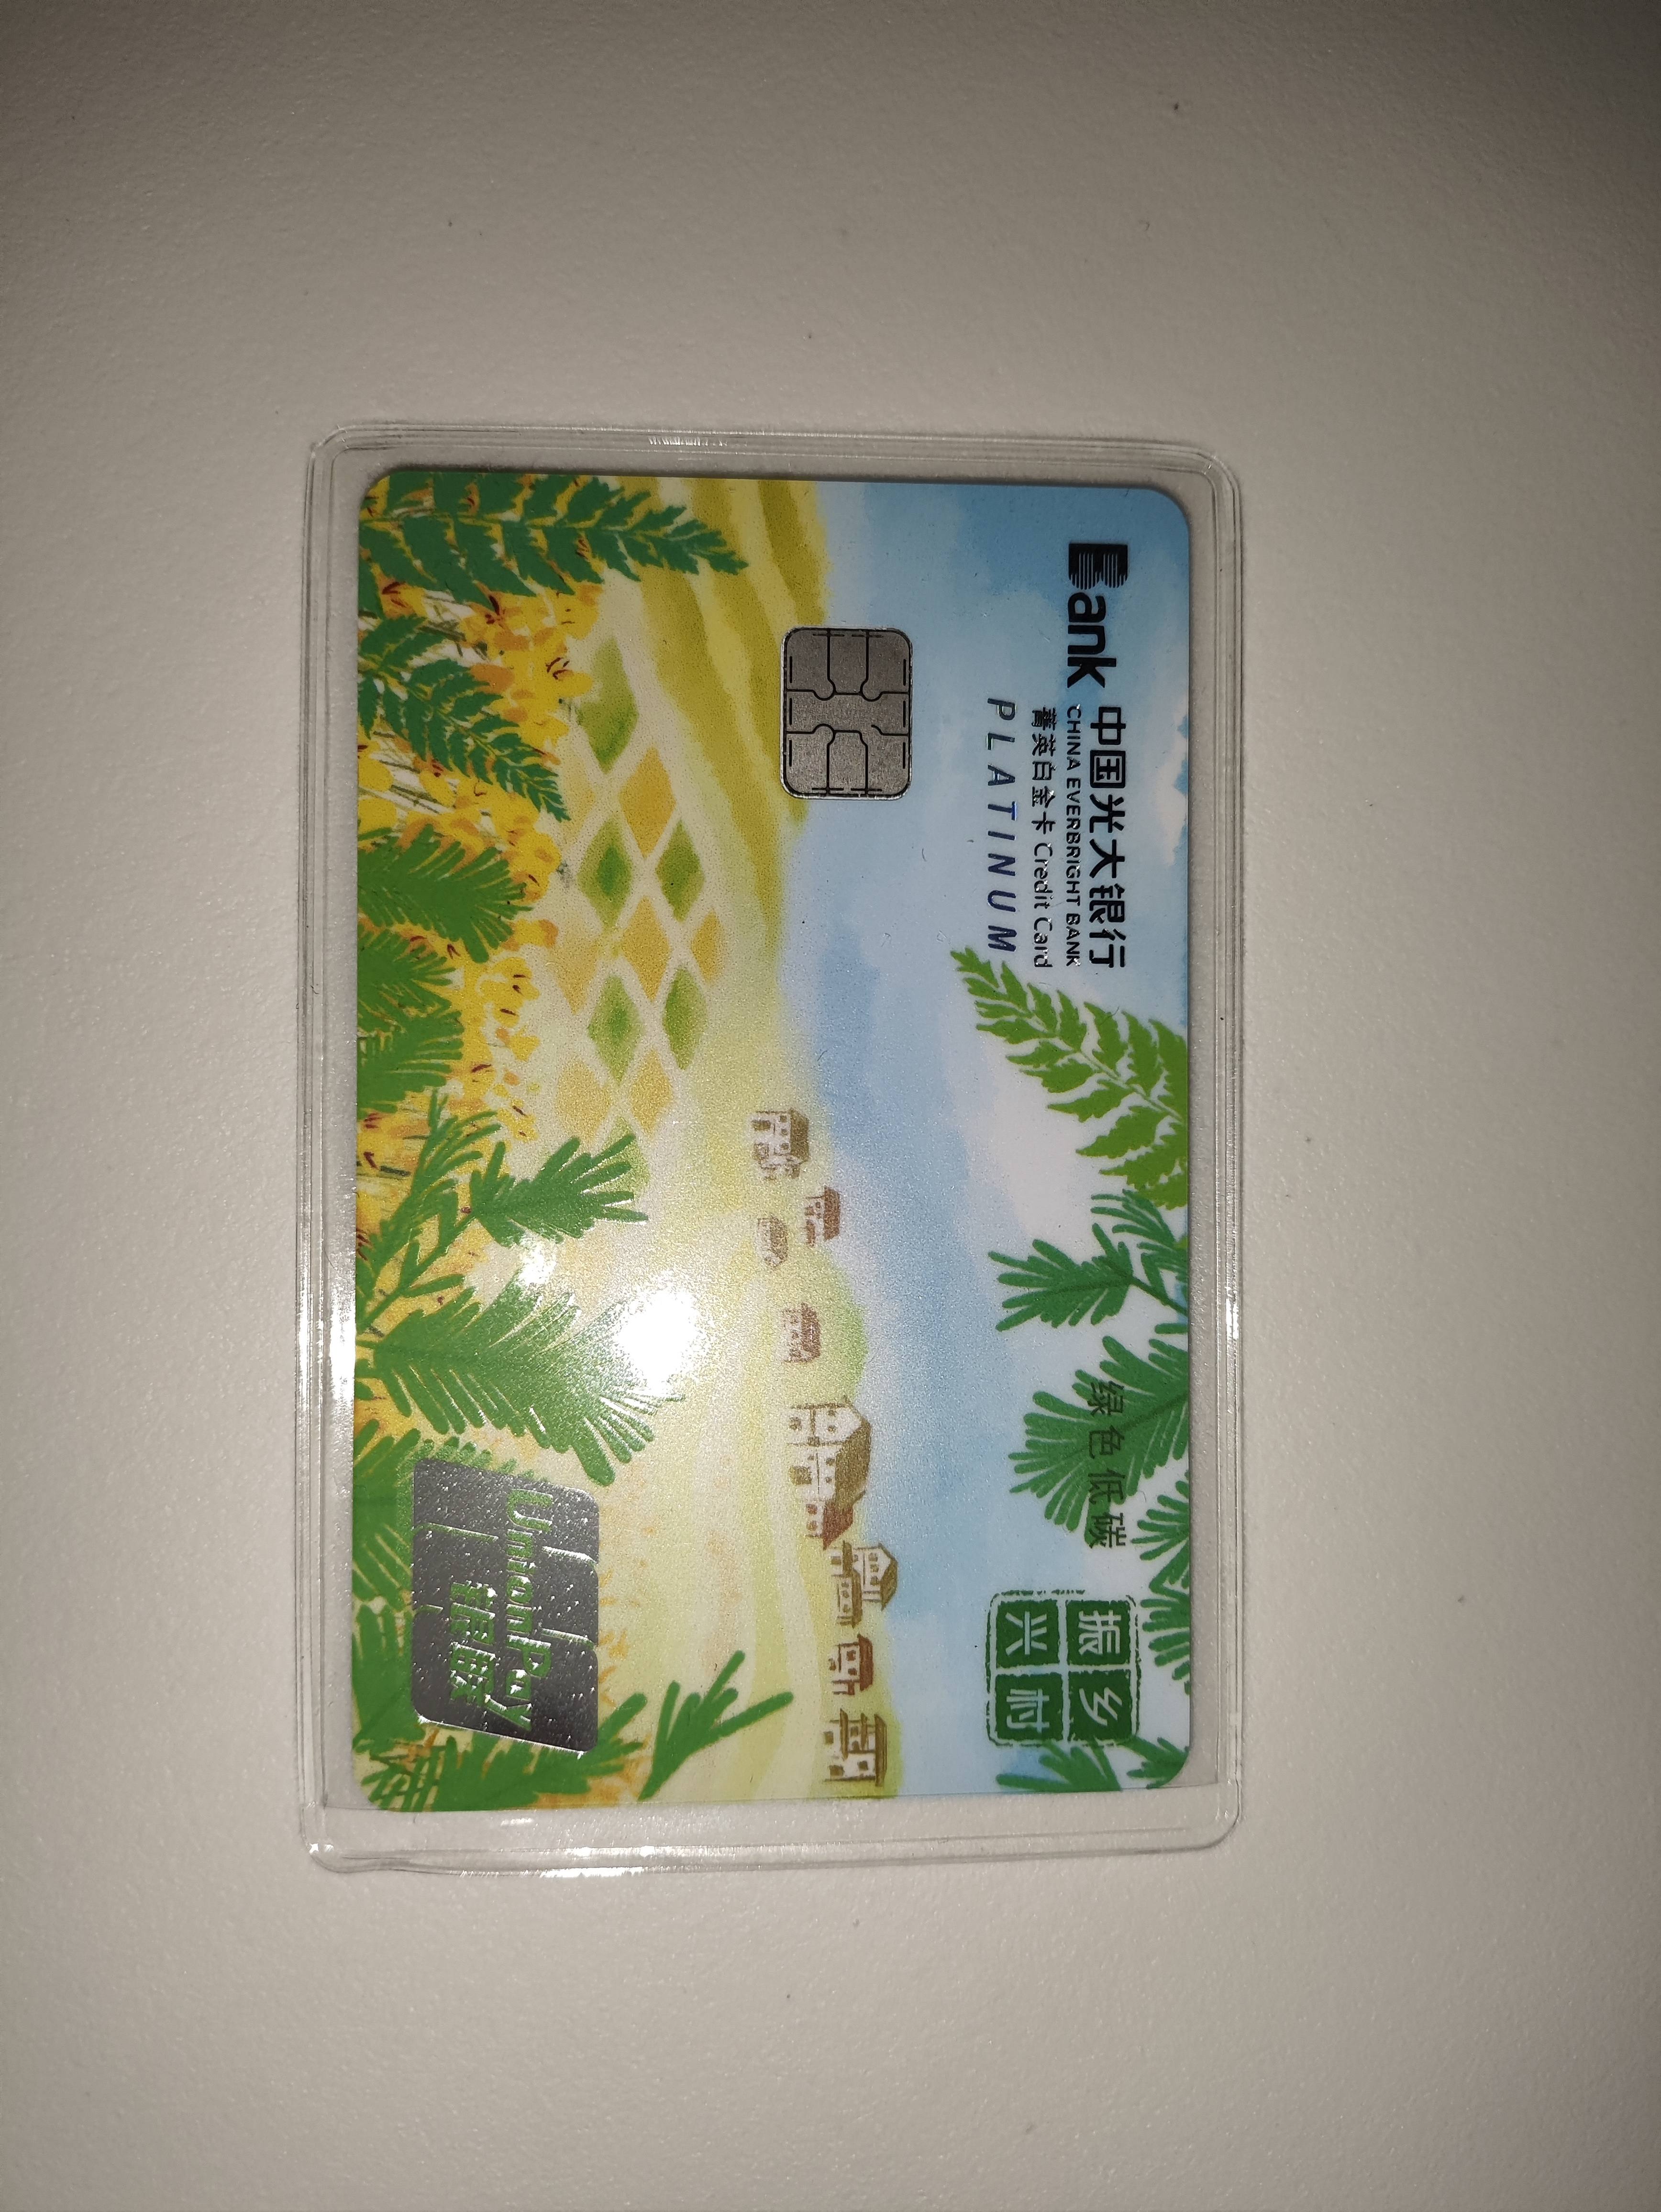 Bank 中国光大银行
CHINA EVERBRIGHT BANK
菁英白金卡 Credit Card
PLATINUM
绿色低碳
乡村
振兴
UnionPay
银联